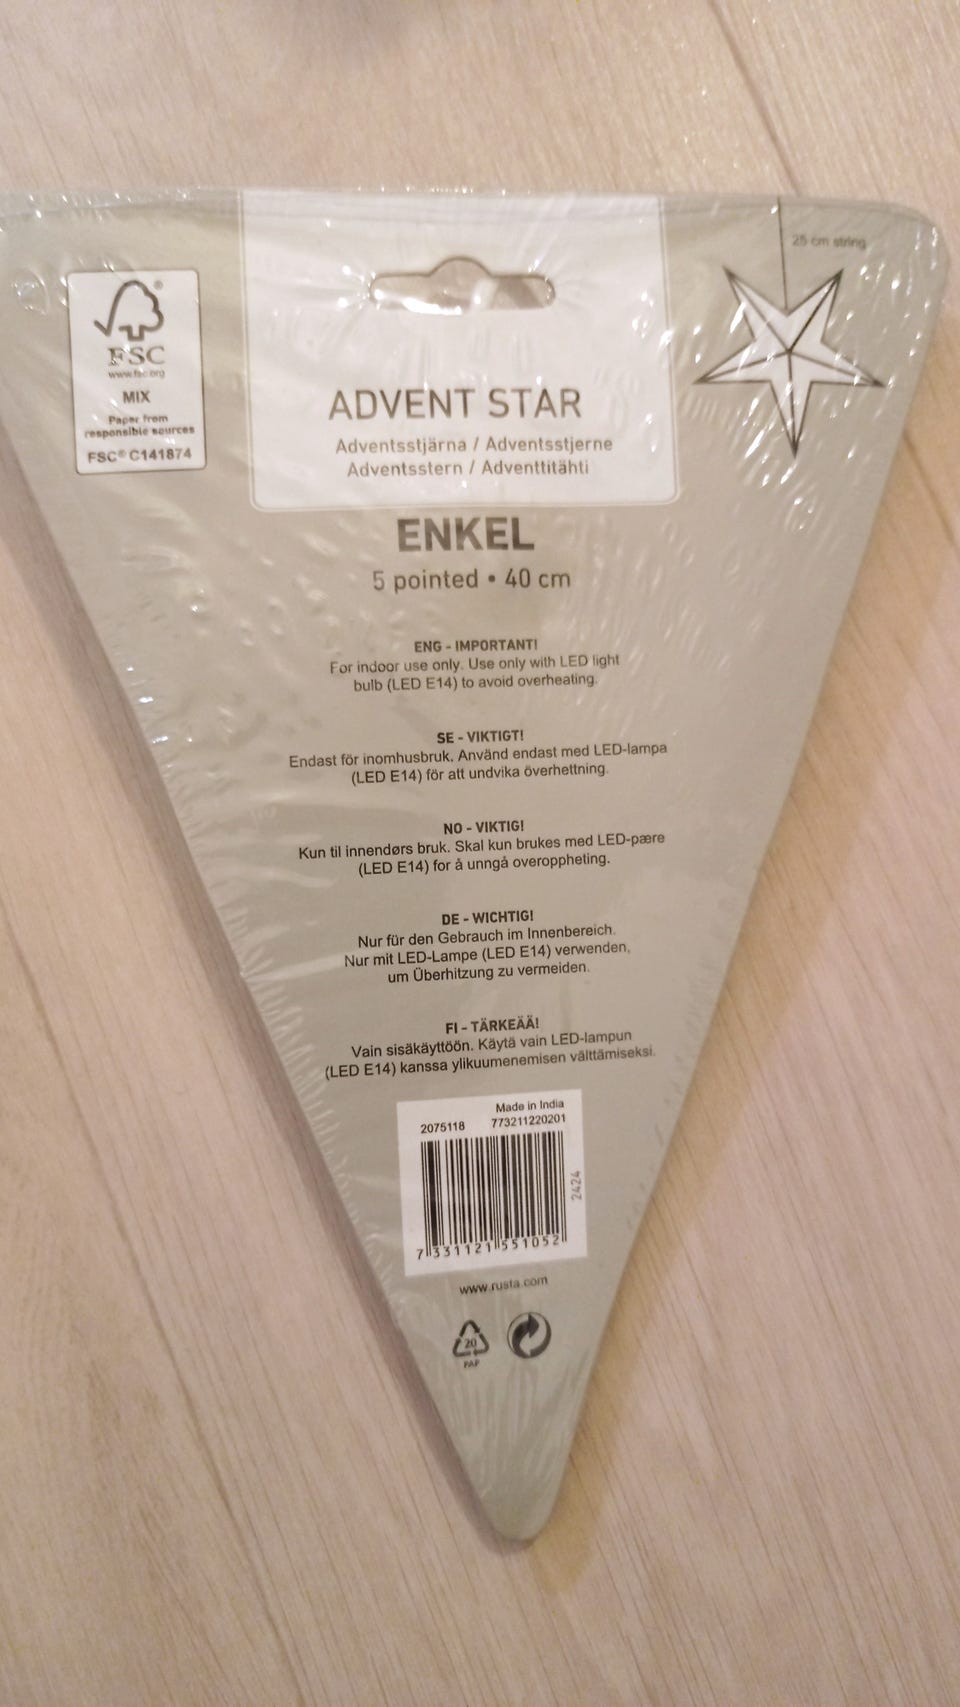 25 cm string
FSC®
www.fsc.org
MIX
Paper from
responsible sources
FSC® C141874
ADVENT STAR
Adventsstjärna / Adventsstjerne
Adventsstern / Adventtitähti
ENKEL
5 pointed • 40 cm
ENG - IMPORTANT!
For indoor use only. Use only with LED light
bulb (LED E14) to avoid overheating.
SE - VIKTIGT!
Endast för inomhusbruk. Använd endast med LED-lampa
(LED E14) för att undvika överhettning.
NO - VIKTIG!
Kun til innendørs bruk. Skal kun brukes med LED-pære
(LED E14) for å unngå overoppheting.
DE - WICHTIG!
Nur für den Gebrauch im Innenbereich.
Nur mit LED-Lampe (LED E14) verwenden,
um Überhitzung zu vermeiden.
FI - TÄRKEÄÄ!
Vain sisäkäyttöön. Käytä vain LED-lampun
(LED E14) kanssa ylikuumenemisen välttämiseksi.
Made in India
2075118 773211220201
2424
7 331121 551052
www.rusta.com
20
PAP